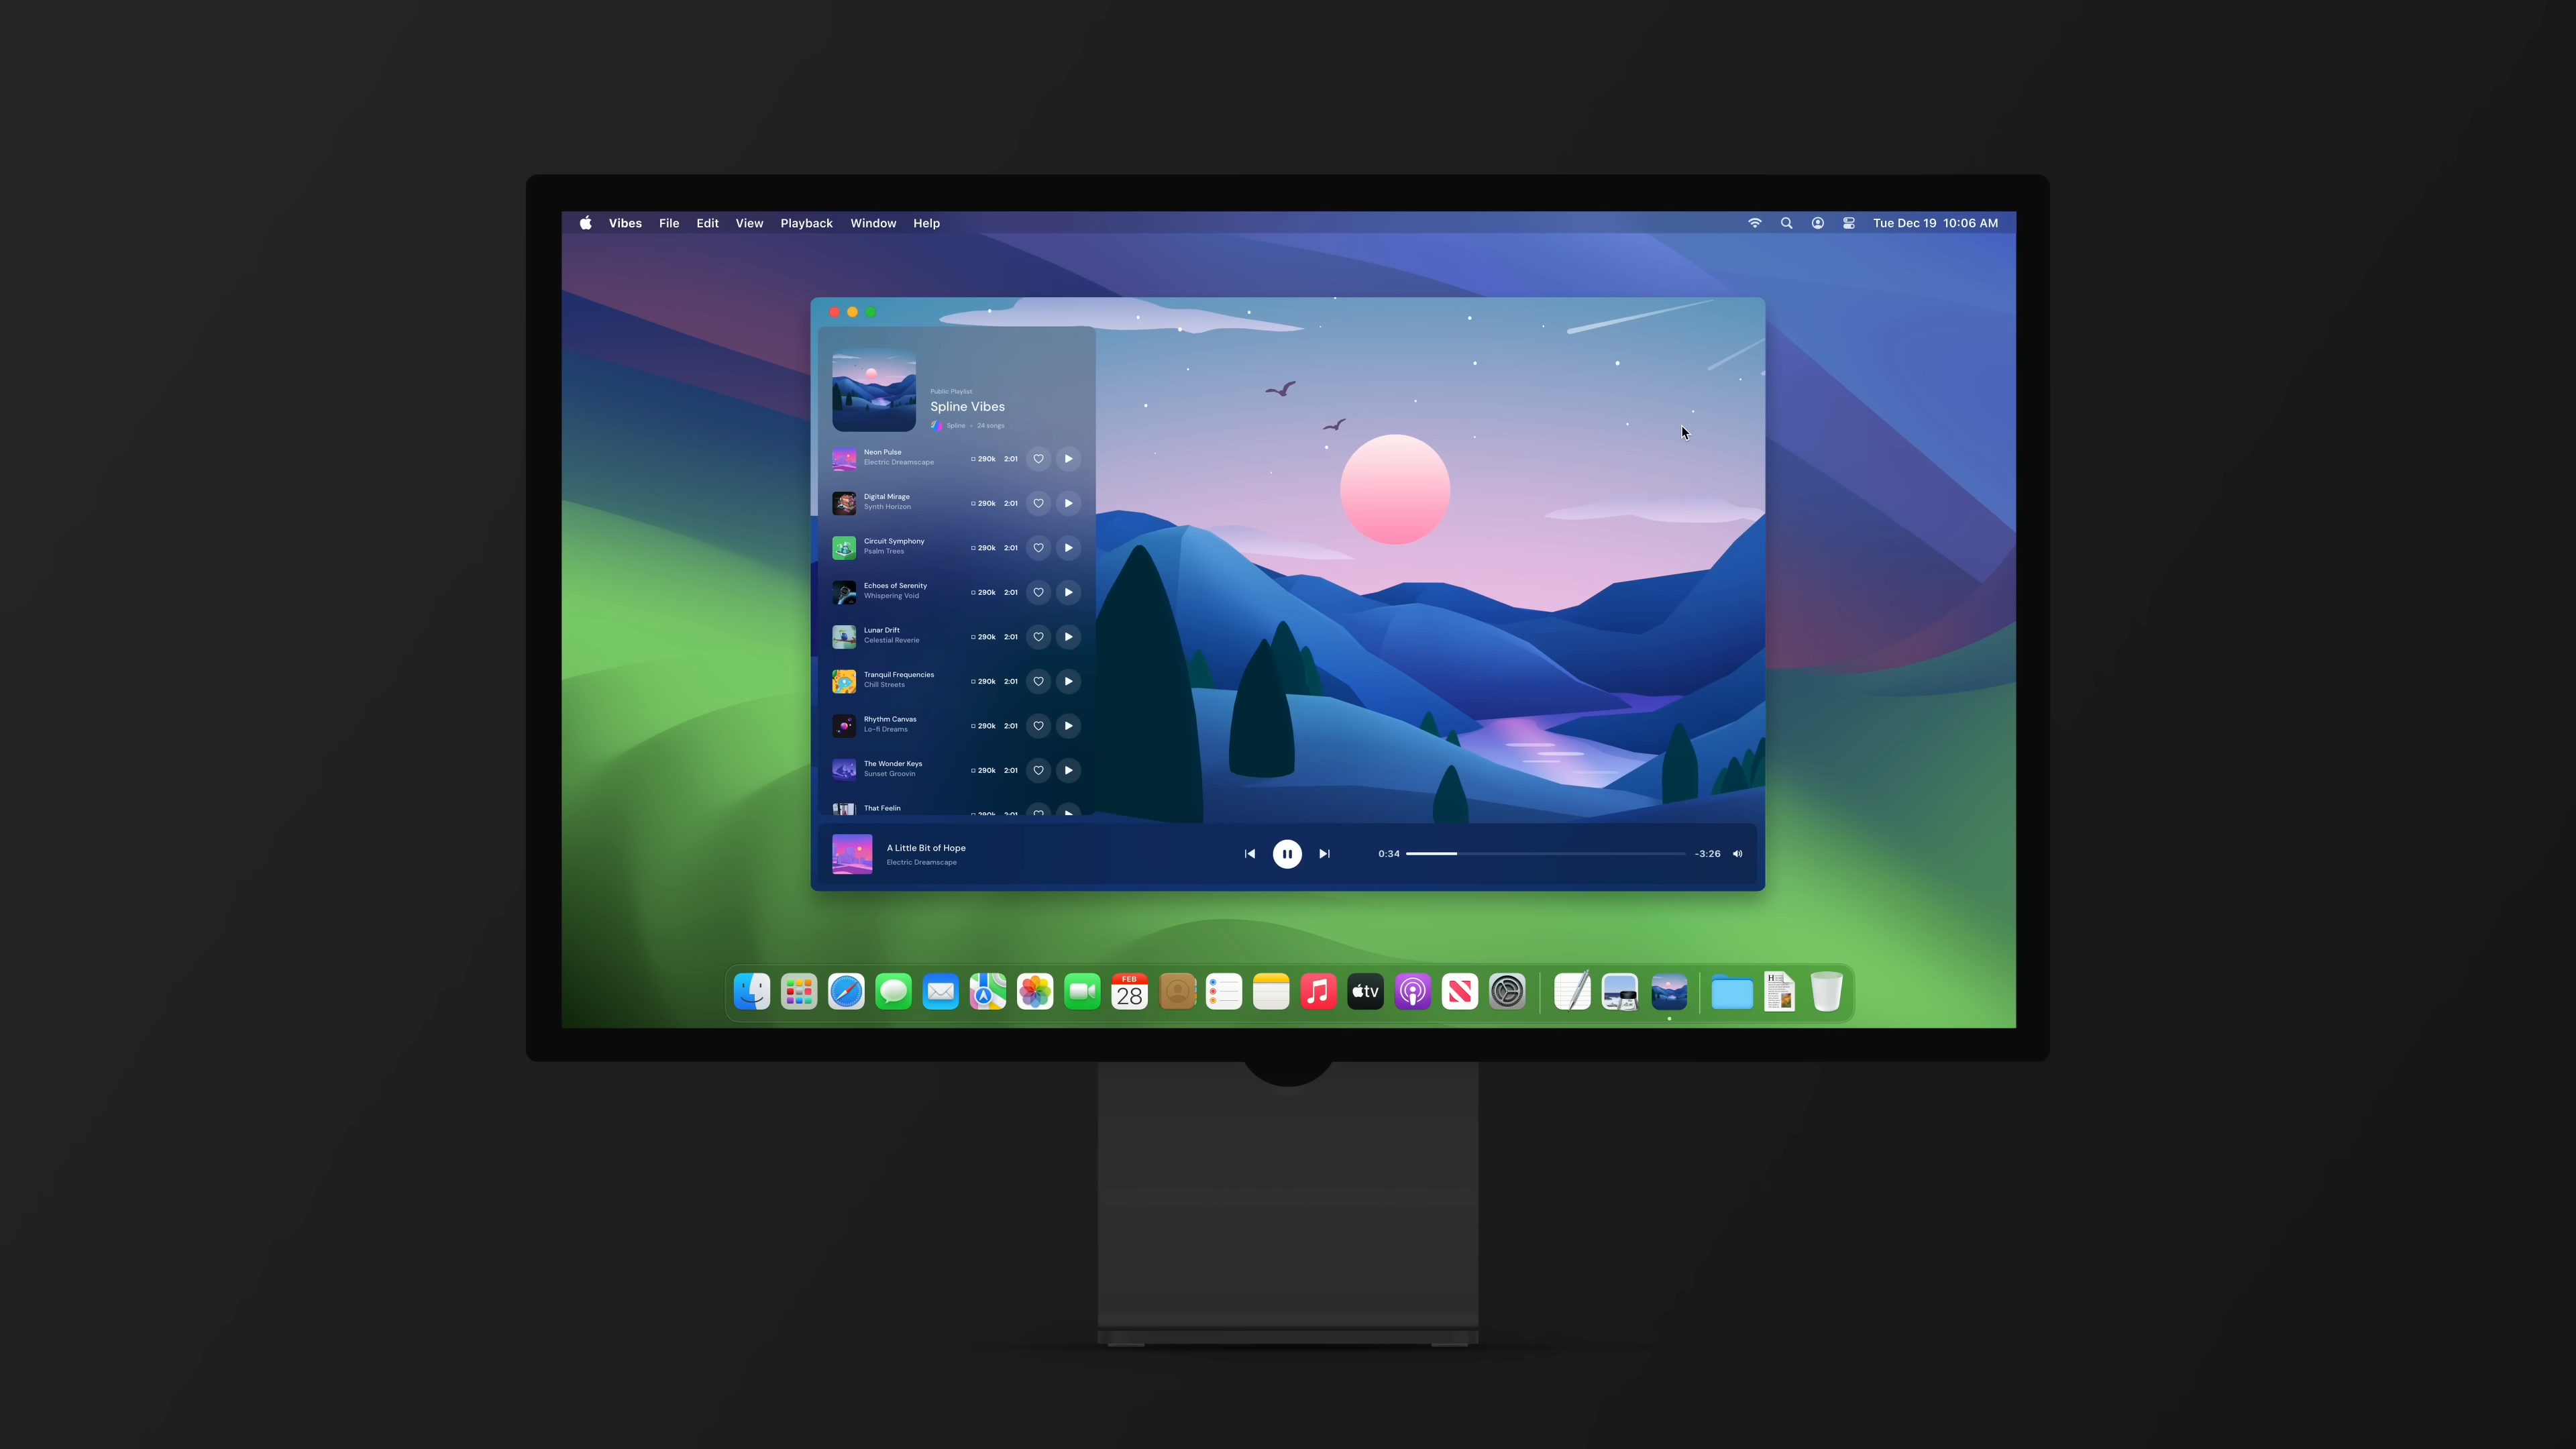 Vibes File Edit View Playback Window Help
Tue Dec 19 10:06 AM
Public Playlist
Spline Vibes
Spline • 24 songs
Neon Pulse
Electric Dreamscape
290k 2:01
Digital Mirage
Synth Horizon
290k 2:01
Circuit Symphony
Psalm Trees
290k 2:01
Echoes of Serenity
Whispering Void
290k 2:01
Lunar Drift
Celestial Reverie
290k 2:01
Tranquil Frequencies
Chill Streets
290k 2:01
Rhythm Canvas
Lo-fi Dreams
290k 2:01
The Wonder Keys
Sunset Groovin
290k 2:01
That Feelin
290k 2:01
A Little Bit of Hope
Electric Dreamscape
0:34
-3:26
FEB
28
tv